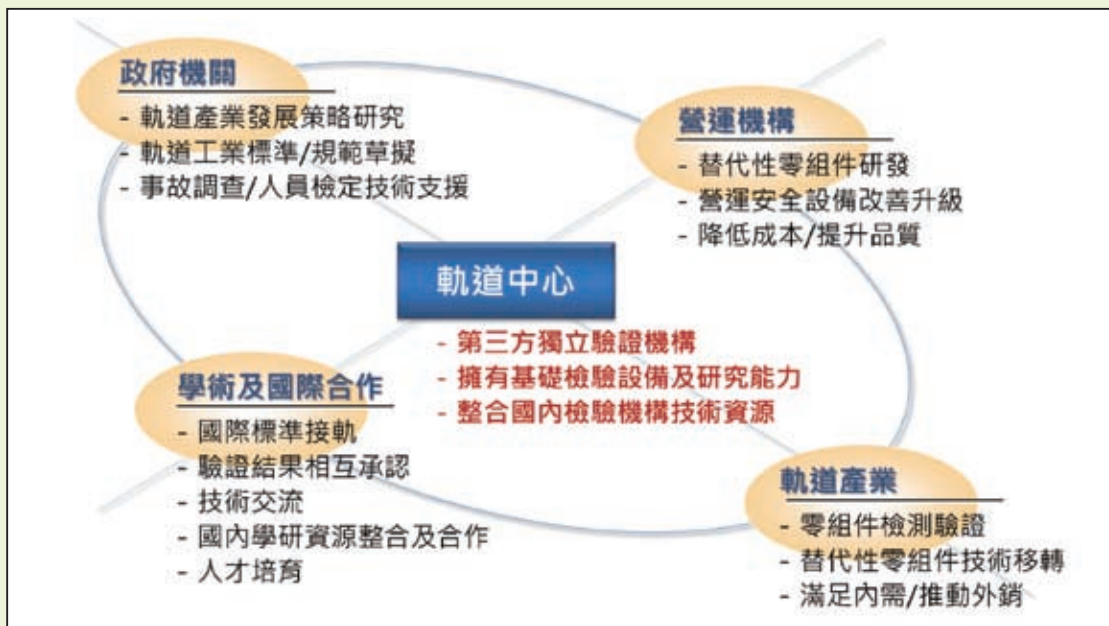 政府機關
- 軌道產業發展策略研究
- 軌道工業標準/規範草擬
- 事故調查/人員檢定技術支援
營運機構
- 替代性零組件研發
- 營運安全設備改善升級
- 降低成本/提升品質
軌道中心
- 第三方獨立驗證機構
- 擁有基礎檢驗設備及研究能力
- 整合國內檢驗機構技術資源
學術及國際合作
- 國際標準接軌
- 驗證結果相互承認
- 技術交流
- 國內學研資源整合及合作
- 人才培育
軌道產業
- 零組件檢測驗證
- 替代性零組件技術移轉
- 滿足內需/推動外銷